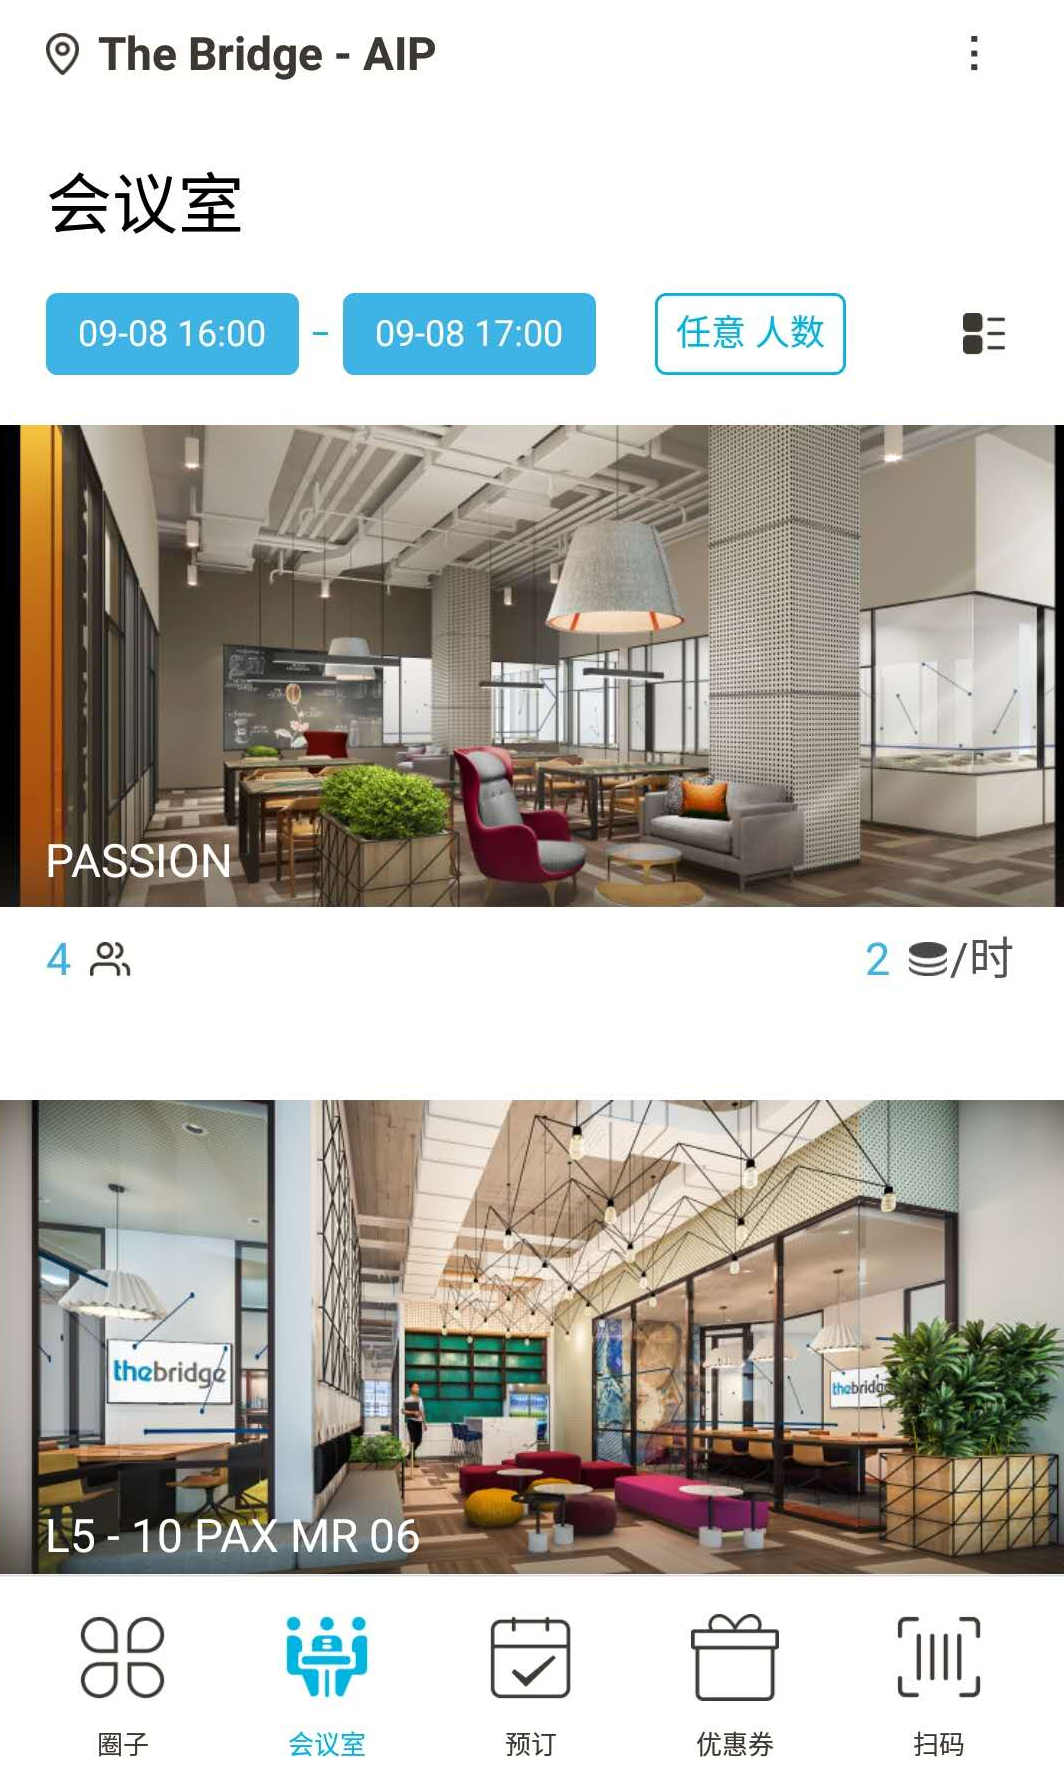 The Bridge - AIP
会议室
09-08 16:00 - 09-08 17:00 任意 人数
PASSION
4 2 /时
thebridge
thebridge
L5 - 10 PAX MR 06
圈子 会议室 预订 优惠券 扫码